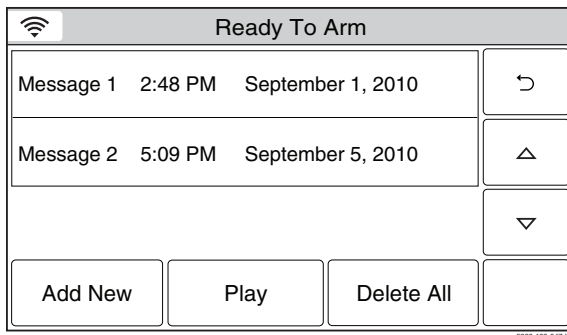 Ready To Arm
Message 1 2:48 PM September 1, 2010
Message 2 5:09 PM September 5, 2010
Add New Play Delete All